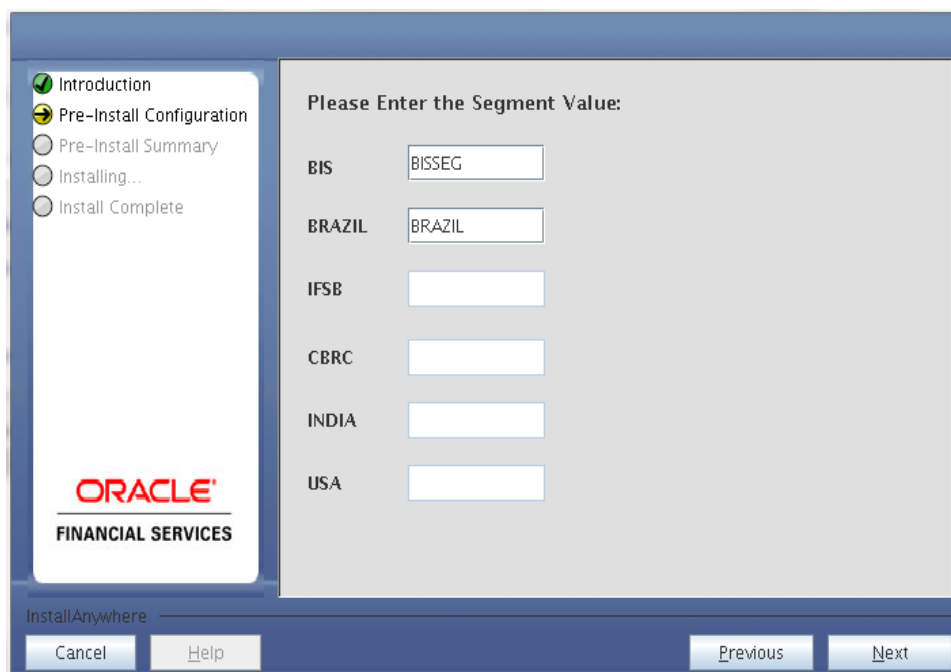 Introduction
Pre-Install Configuration
Pre-Install Summary
Installing...
Install Complete
ORACLE'
FINANCIAL SERVICES
Please Enter the Segment Value:
BIS BISSEG
BRAZIL BRAZIL
IFSB
CBRC
INDIA
USA
InstallAnywhere
Cancel Help Previous Next